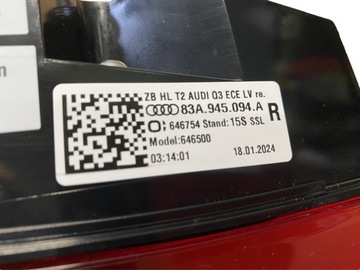 ZB HL T2 AUDI Q3 ECE LV re.
83A.945.094.A R
646754 Stand: 15S SSL
Model:646500
03:14:01 18.01.2024